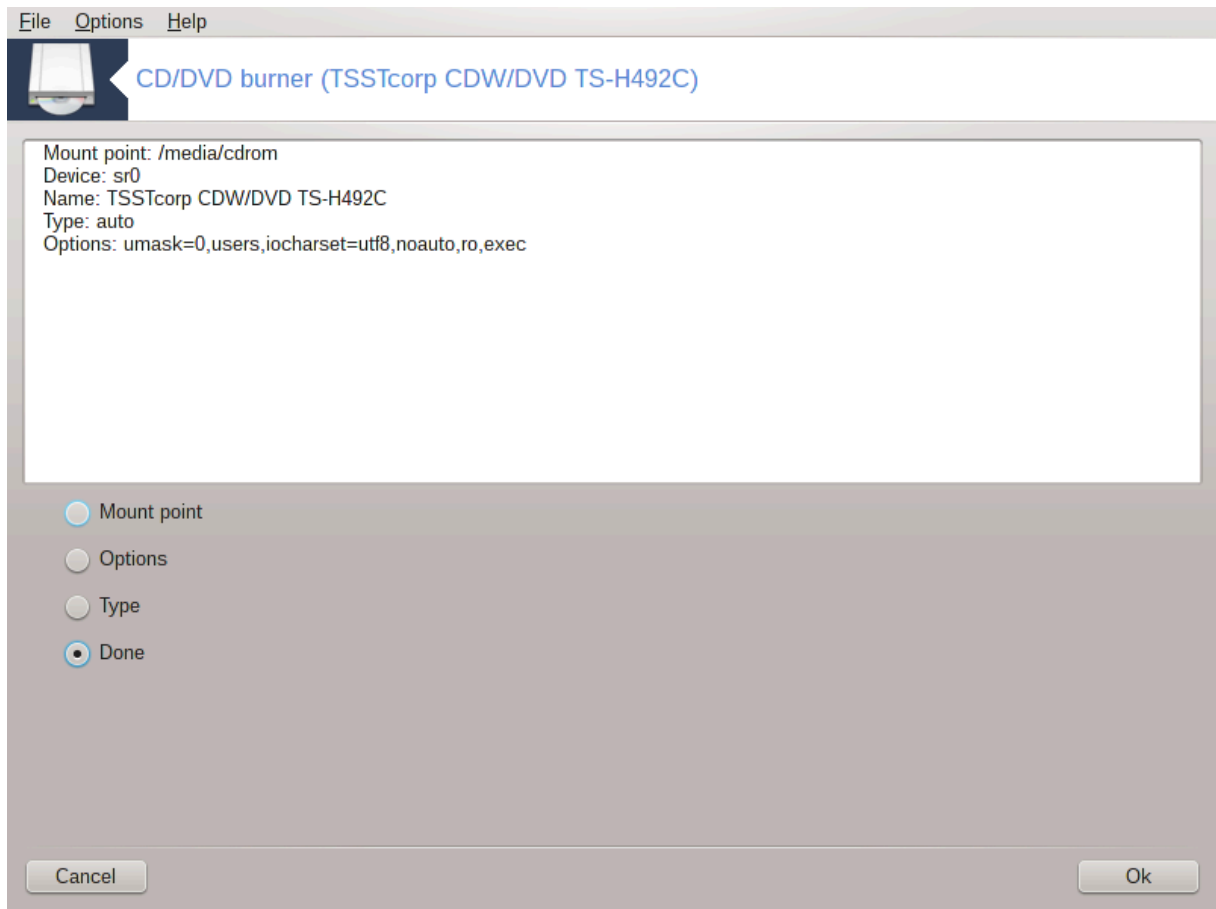 File Options Help
CD/DVD burner (TSSTcorp CDW/DVD TS-H492C)
Mount point: /media/cdrom
Device: sr0
Name: TSSTcorp CDW/DVD TS-H492C
Type: auto
Options: umask=0,users,iocharset=utf8,noauto,ro,exec
Mount point
Options
Type
Done
Cancel Ok